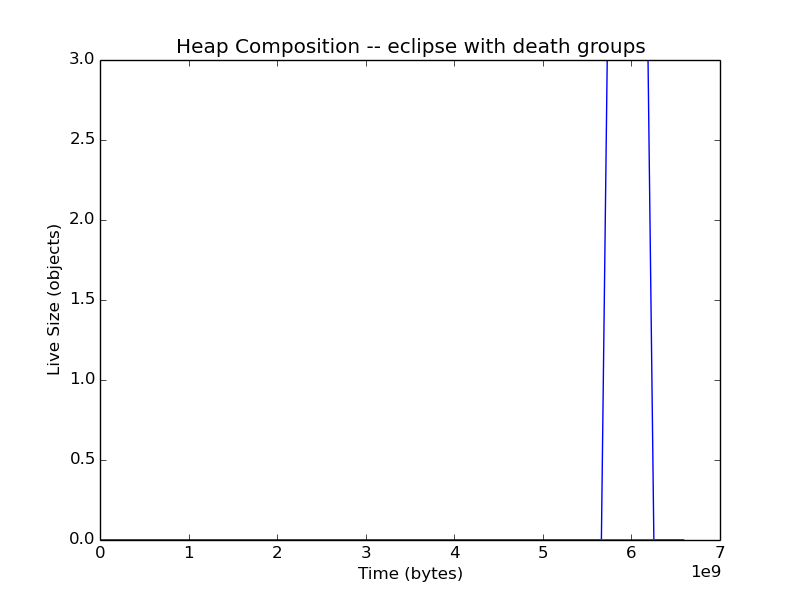 Heap Composition -- eclipse with death groups
3.0
2.5
2.0
1.5
1.0
0.5
0.0
Live Size (objects)
0 1 2 3 4 5 6 7
1e9
Time (bytes)